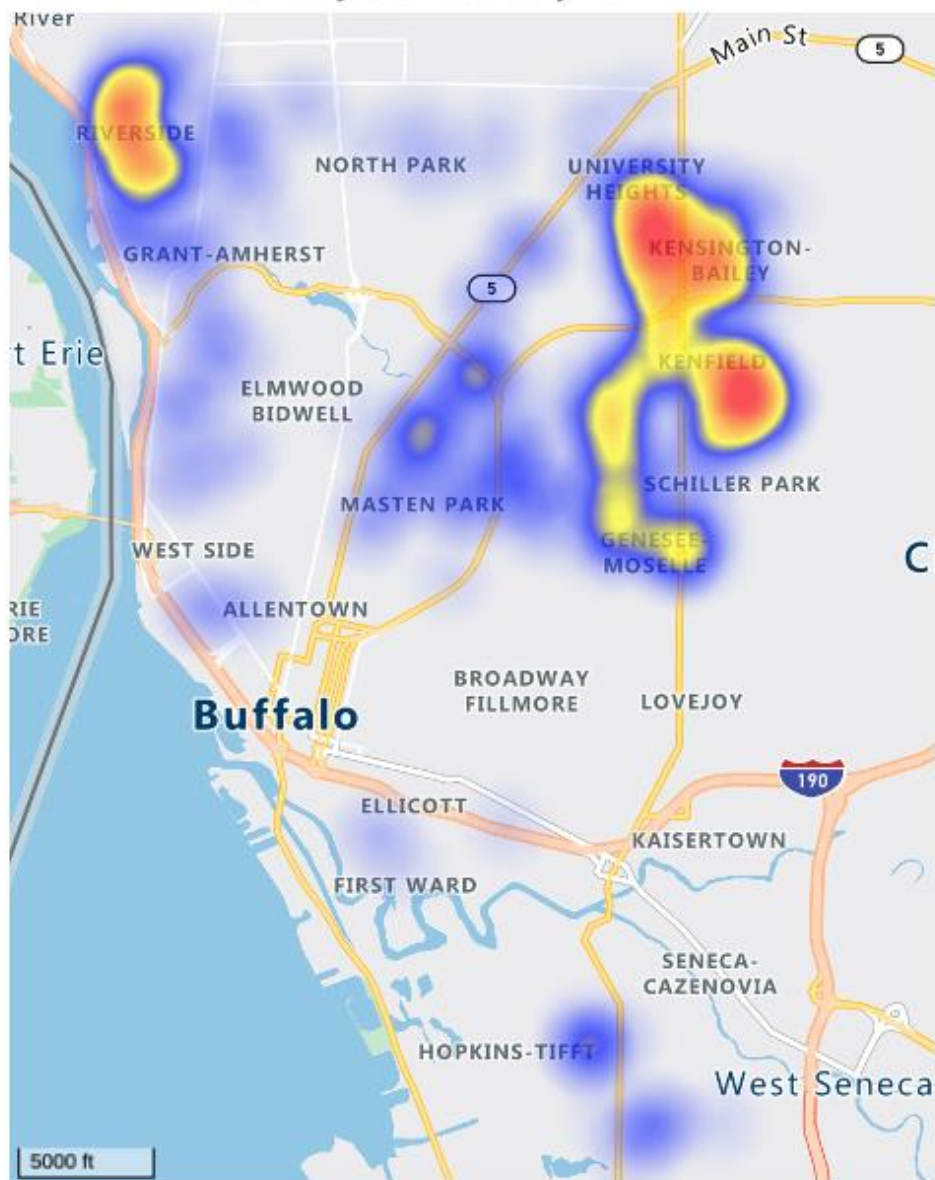 River
Main St
5
RIVERSIDE
NORTH PARK
UNIVERSITY
HEIGHTS
GRANT-AMHERST
KENSINGTON-
BAILEY
5
t Erie
ELMWOOD
BIDWELL
KENFIELD
MASTEN PARK
SCHILLER PARK
WEST SIDE
GENESEE-
MOSELLE
C
RIE
ORE
ALLENTOWN
BROADWAY
FILLMORE
LOVEJOY
Buffalo
190
ELLICOTT
KAISERTOWN
FIRST WARD
SENECA-
CAZENOVIA
HOPKINS-TIFFT
West Seneca
5000 ft